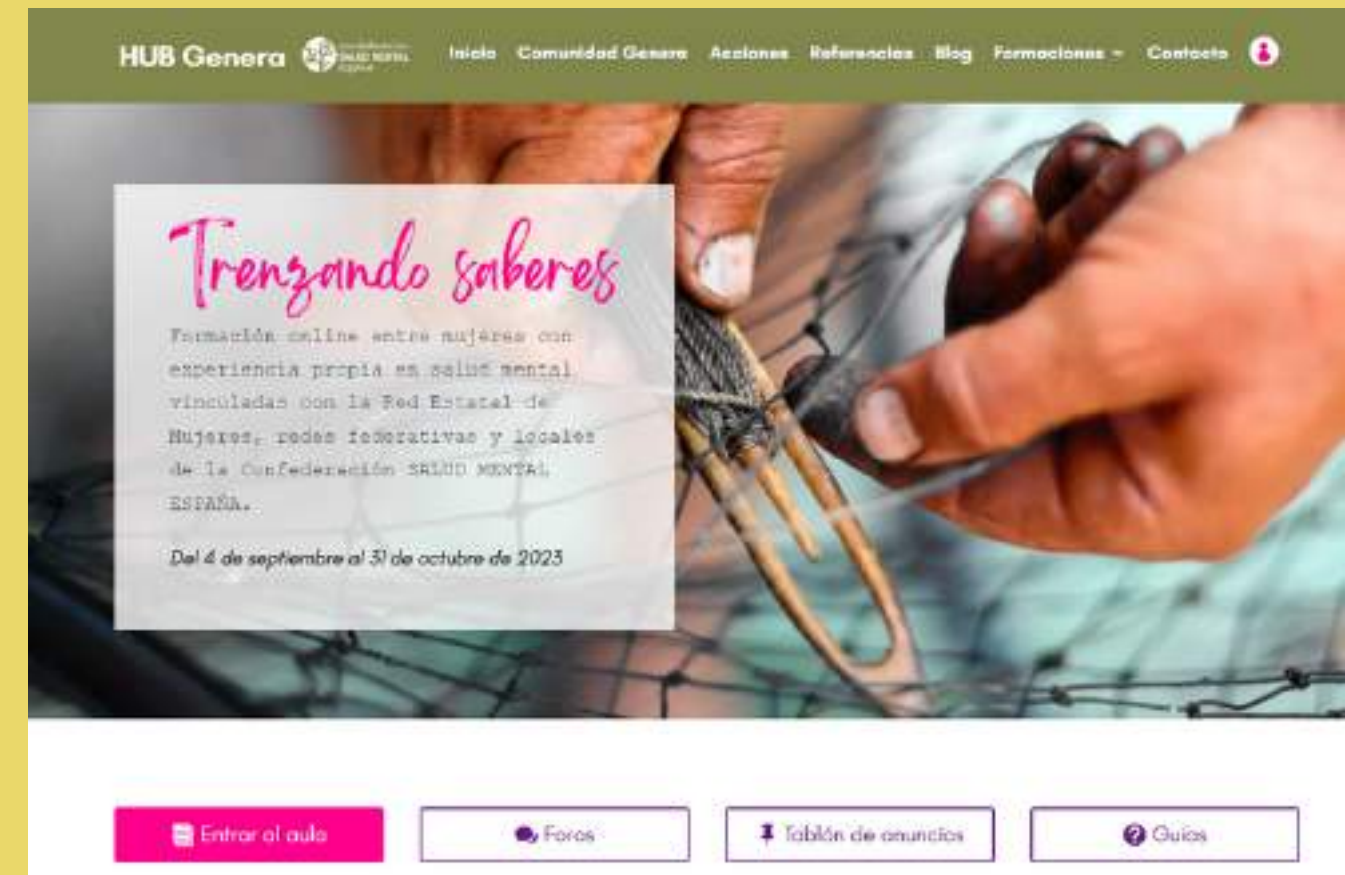 HUB Genera SALUD MENTAL Inicio Comunidad Genera Acciones Referencias Blog Formaciones Contacto
Trenzando saberes
Formación online entre mujeres con
experiencia propia en salud mental
vinculadas con la Red Estatal de
Mujeres, redes federativas y locales
de la Confederación SALUD MENTAL
ESPAÑA.
Del 4 de septiembre al 31 de octubre de 2023
Entrar al aula Foros Tablón de anuncios Guías